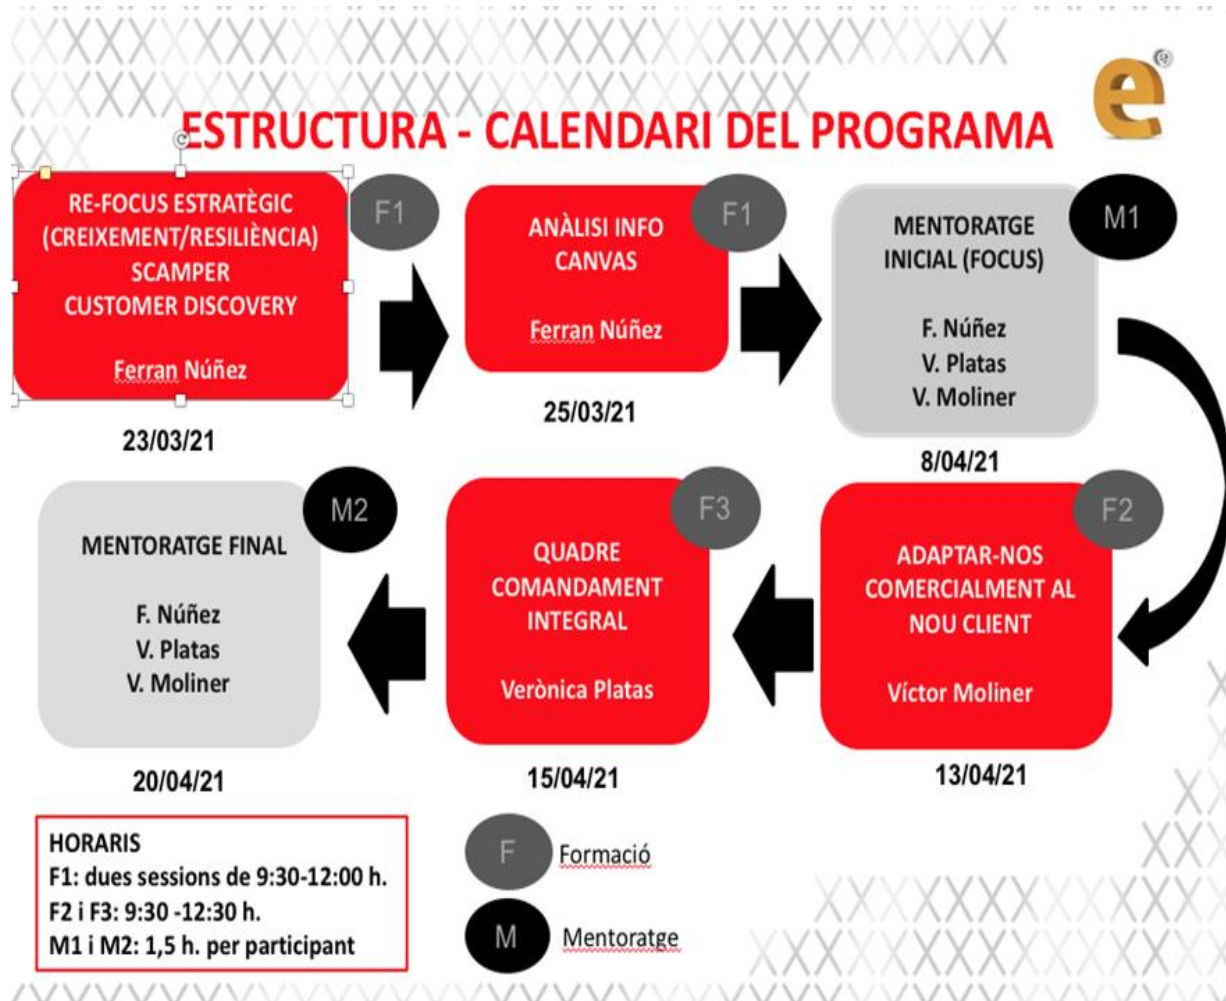 ESTRUCTURA - CALENDARI DEL PROGRAMA
e
RE-FOCUS ESTRATÈGIC
(CREIXEMENT/RESILIÈNCIA)
SCAMPER
CUSTOMER DISCOVERY
Ferran Núñez
F1
23/03/21
ANÀLISI INFO
CANVAS
Ferran Núñez
F1
25/03/21
MENTORATGE
INICIAL (FOCUS)
F. Núñez
V. Platas
V. Moliner
M1
8/04/21
ADAPTAR-NOS
COMERCIALMENT AL
NOU CLIENT
Víctor Moliner
F2
13/04/21
QUADRE
COMANDAMENT
INTEGRAL
Verònica Platas
F3
15/04/21
MENTORATGE FINAL
F. Núñez
V. Platas
V. Moliner
M2
20/04/21
HORARIS
F1: dues sessions de 9:30-12:00 h.
F2 i F3: 9:30 -12:30 h.
M1 i M2: 1,5 h. per participant
F Formació
M Mentoratge